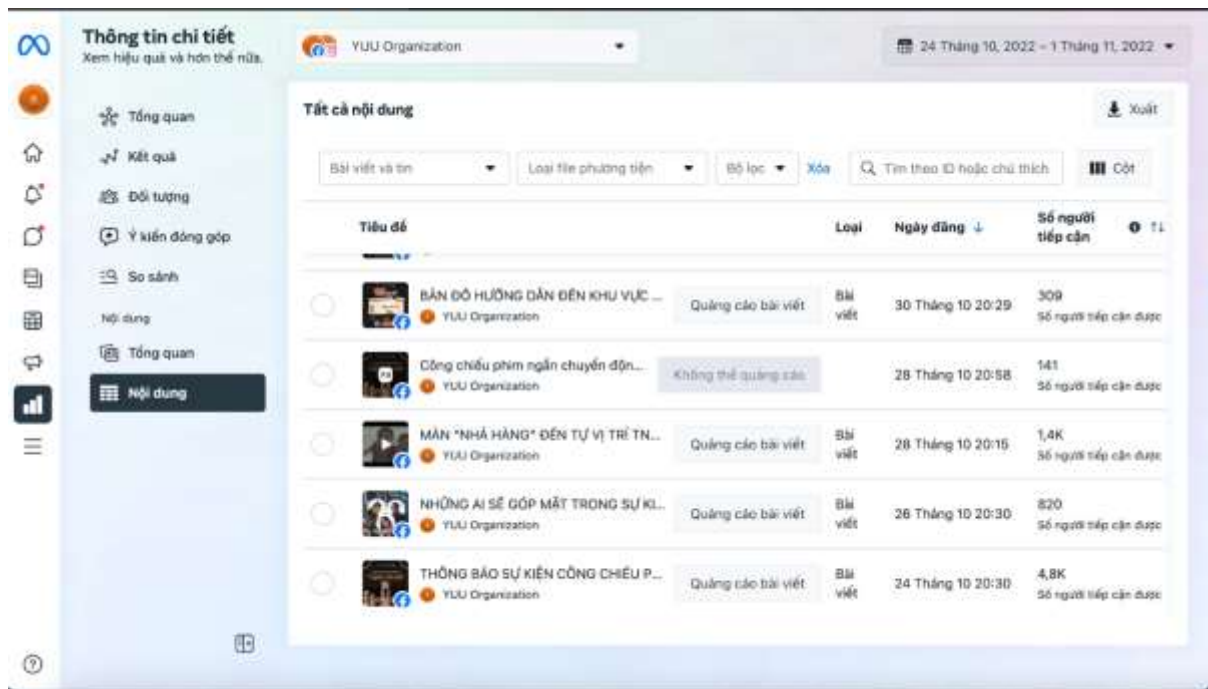 Thông tin chi tiết
Xem hiệu quả và hơn thế nữa.
YUU Organization
24 Tháng 10, 2022 – 1 Tháng 11, 2022
Tổng quan
Kết quả
Đối tượng
Ý kiến đóng góp
So sánh
Nội dung
Tổng quan
Nội dung
Tất cả nội dung
Xuất
Bài viết và tin
Loại file phương tiện
Bộ lọc
Xóa
Tìm theo ID hoặc chú thích
Cột
Tiêu đề
Loại
Ngày đăng
Số người
tiếp cận
BẢN ĐỒ HƯỚNG DẪN ĐẾN KHU VỰC ...
YUU Organization
Quảng cáo bài viết
Bài
viết
30 Tháng 10 20:29
309
Số người tiếp cận được
Công chiếu phim ngắn chuyển độn...
YUU Organization
Không thể quảng cáo
28 Tháng 10 20:58
141
Số người tiếp cận được
MÀN "NHÁ HÀNG" ĐẾN TỰ VỊ TRÍ TN...
YUU Organization
Quảng cáo bài viết
Bài
viết
28 Tháng 10 20:15
1,4K
Số người tiếp cận được
NHỮNG AI SẼ GÓP MẶT TRONG SỰ KI...
YUU Organization
Quảng cáo bài viết
Bài
viết
26 Tháng 10 20:30
820
Số người tiếp cận được
THÔNG BÁO SỰ KIỆN CÔNG CHIẾU P...
YUU Organization
Quảng cáo bài viết
Bài
viết
24 Tháng 10 20:30
4,8K
Số người tiếp cận được